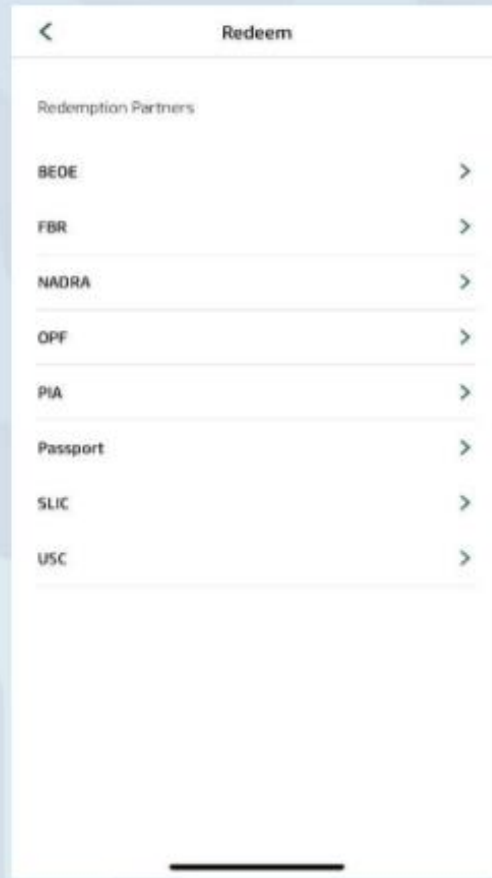 Redeem
Redemption Partners
BEOE
FBR
NADRA
OPF
PIA
Passport
SLIC
USC